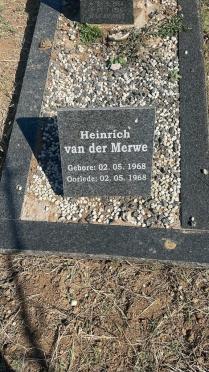 Heinrich
van der Merwe
Gebore: 02. 05. 1968
Oorlede: 02. 05. 1968